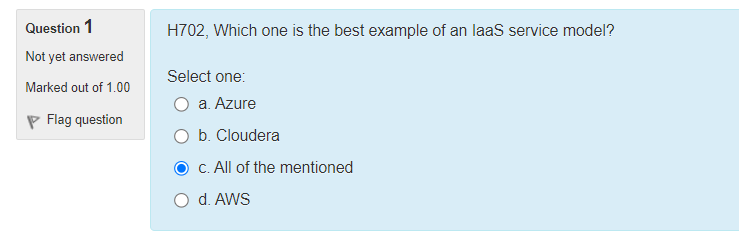 Question 1
Not yet answered
Marked out of 1.00
Flag question
H702, Which one is the best example of an IaaS service model?
Select one:
a. Azure
b. Cloudera
c. All of the mentioned
d. AWS